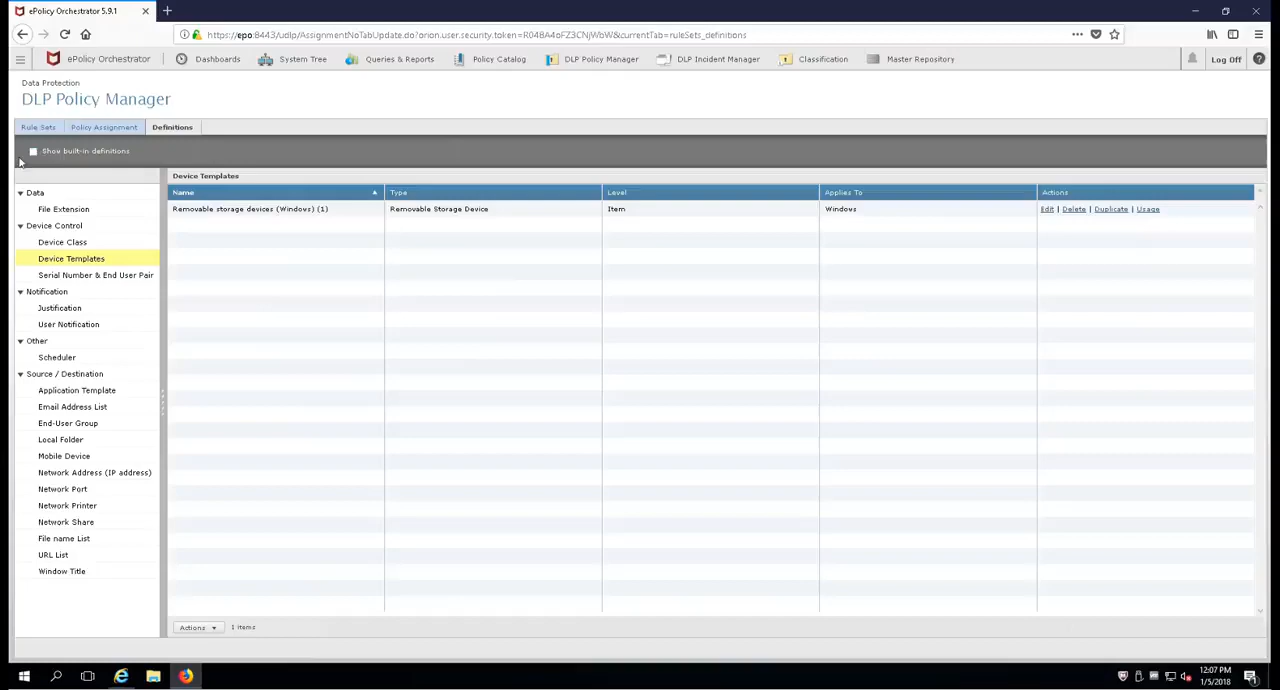 ePolicy Orchestrator 5.9.1
https://epo:8443/udlp/AssignmentNoTabUpdate.do?orion.user.security.token=R04BA4oFZ3CNjWbW&currentTab=ruleSets_definitions
ePolicy Orchestrator Dashboards System Tree Queries & Reports Policy Catalog DLP Policy Manager DLP Incident Manager Classification Master Repository Log Off
Data Protection
DLP Policy Manager
Rule Sets Policy Assignment Definitions
Show built-in definitions
Device Templates
Name Type Level Applies To Actions
Removable storage devices (Windows) (1) Removable Storage Device Item Windows Edit | Delete | Duplicate | Usage
Data
File Extension
Device Control
Device Class
Device Templates
Serial Number & End User Pair
Notification
Justification
User Notification
Other
Scheduler
Source / Destination
Application Template
Email Address List
End-User Group
Local Folder
Mobile Device
Network Address (IP address)
Network Port
Network Printer
Network Share
File name List
URL List
Window Title
Actions 1 items
12:07 PM
1/5/2018